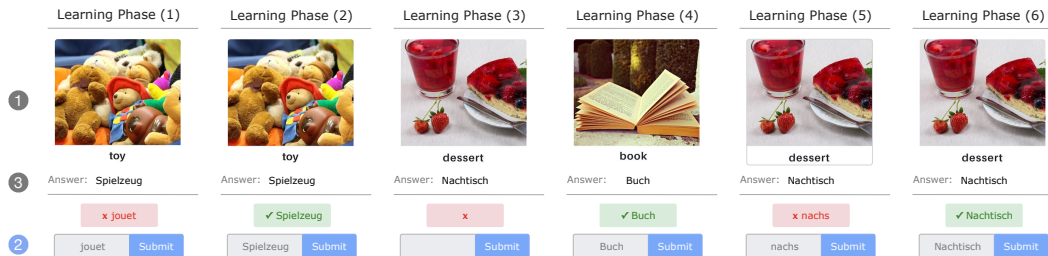 Learning Phase (1)
Learning Phase (2)
Learning Phase (3)
Learning Phase (4)
Learning Phase (5)
Learning Phase (6)
1
toy
toy
dessert
book
dessert
dessert
3
Answer: Spielzeug
Answer: Spielzeug
Answer: Nachtisch
Answer: Buch
Answer: Nachtisch
Answer: Nachtisch
x jouet
✓ Spielzeug
x
✓ Buch
x nachs
✓ Nachtisch
2
jouet Submit
Spielzeug Submit
Submit
Buch Submit
nachs Submit
Nachtisch Submit